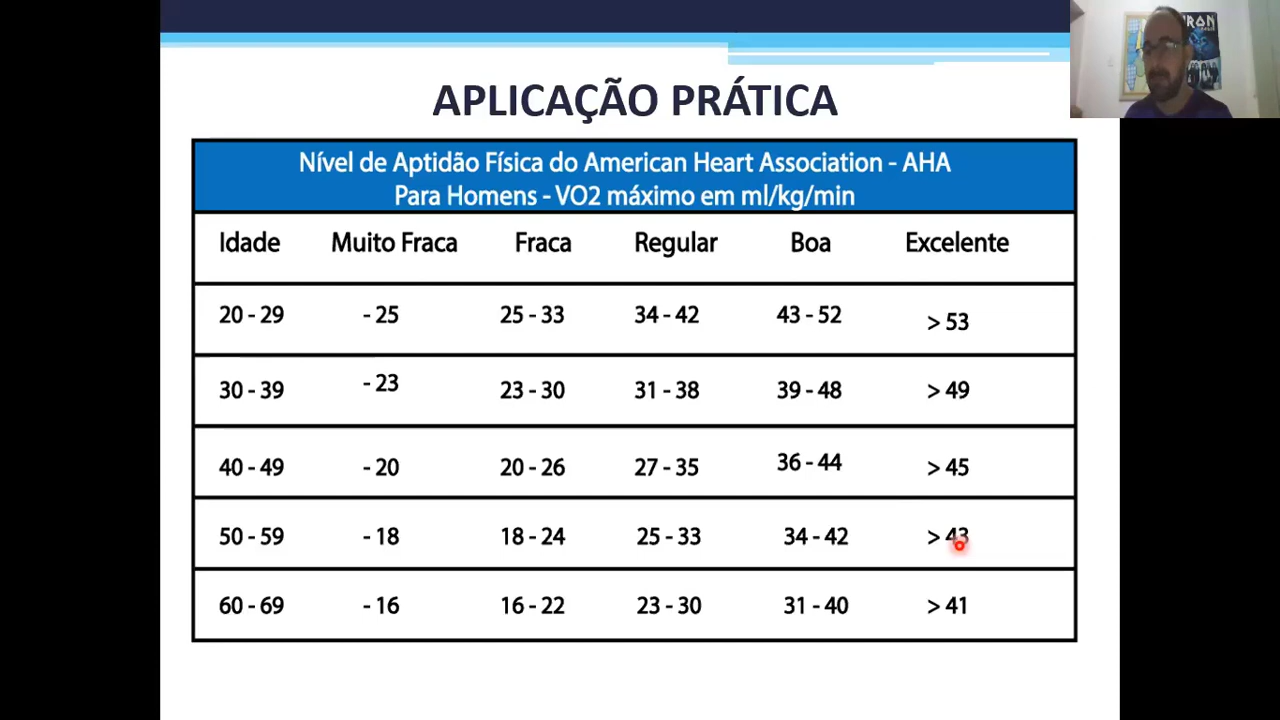 APLICAÇÃO PRÁTICA
Nível de Aptidão Física do American Heart Association - AHA
Para Homens - VO2 máximo em ml/kg/min
Idade Muito Fraca Fraca Regular Boa Excelente
20 - 29 - 25 25 - 33 34 - 42 43 - 52 > 53
30 - 39 - 23 23 - 30 31 - 38 39 - 48 > 49
40 - 49 - 20 20 - 26 27 - 35 36 - 44 > 45
50 - 59 - 18 18 - 24 25 - 33 34 - 42 > 43
60 - 69 - 16 16 - 22 23 - 30 31 - 40 > 41